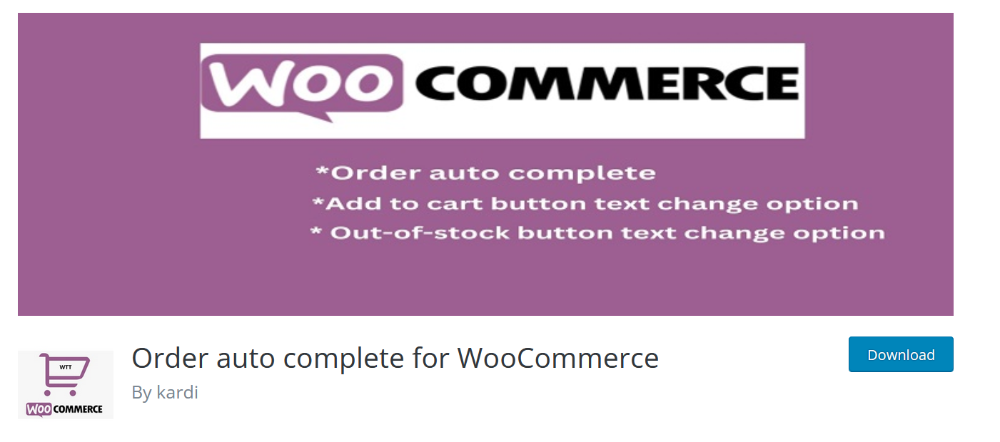 WOO COMMERCE
*Order auto complete
*Add to cart button text change option
* Out-of-stock button text change option
WTT
WOO COMMERCE
Order auto complete for WooCommerce
Download
By kardi